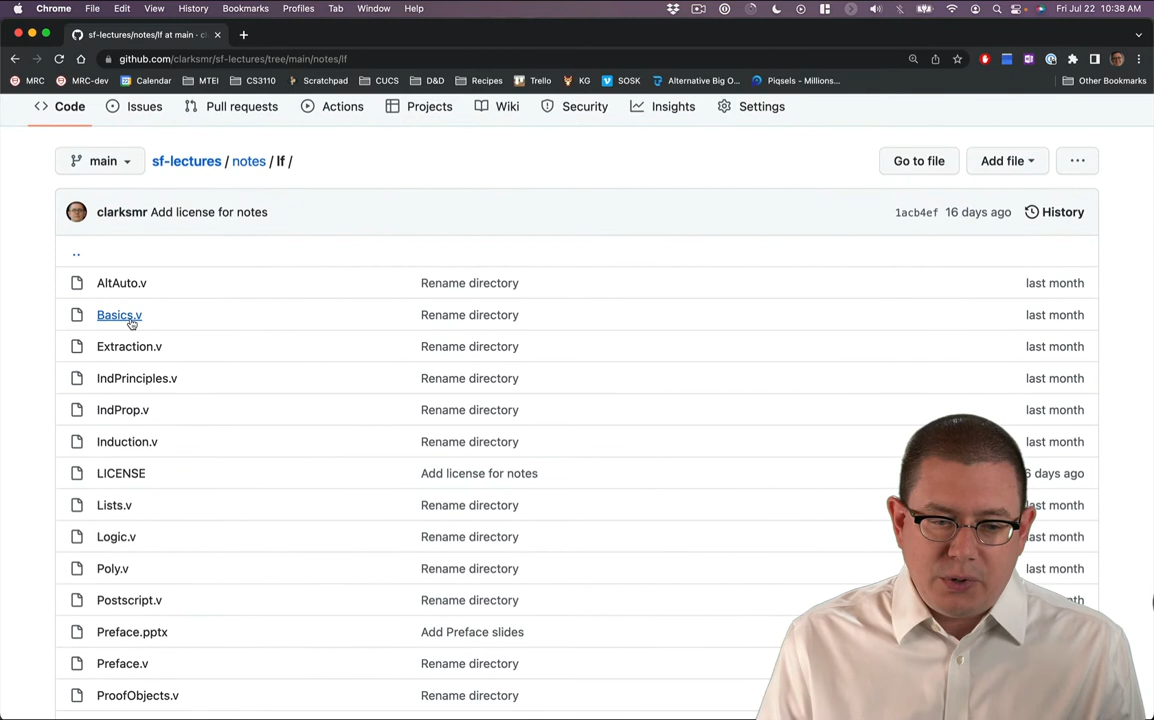 Chrome File Edit View History Bookmarks Profiles Tab Window Help Fri Jul 22 10:38 AM
sf-lectures/notes/lf at main · cl
github.com/clarksmr/sf-lectures/tree/main/notes/lf
MRC MRC-dev Calendar MTEI CS3110 Scratchpad CUCS D&D Recipes Trello KG SOSK Alternative Big O... Piqsels - Millions... Other Bookmarks
Code Issues Pull requests Actions Projects Wiki Security Insights Settings
main sf-lectures / notes / lf / Go to file Add file ...
clarksmr Add license for notes 1acb4ef 16 days ago History
..
AltAuto.v Rename directory last month
Basics.v Rename directory last month
Extraction.v Rename directory last month
IndPrinciples.v Rename directory last month
IndProp.v Rename directory last month
Induction.v Rename directory last month
LICENSE Add license for notes 6 days ago
Lists.v Rename directory last month
Logic.v Rename directory last month
Poly.v Rename directory last month
Postscript.v Rename directory
Preface.pptx Add Preface slides
Preface.v Rename directory
ProofObjects.v Rename directory